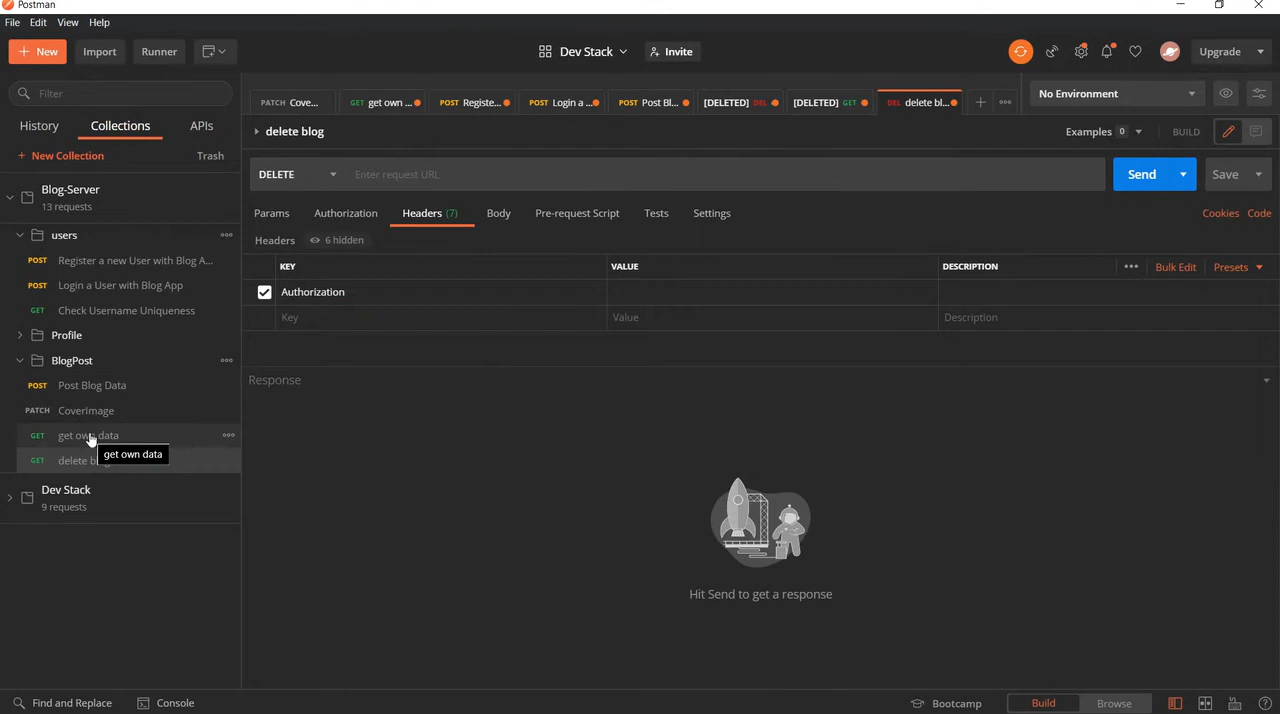 Postman
File Edit View Help
+ New Import Runner Dev Stack Invite Upgrade
Filter
PATCH Cove... GET get own ... POST Registe... POST Login a ... POST Post Bl... [DELETED] DEL [DELETED] GET DEL delete bl... No Environment
History Collections APIs
delete blog Examples 0 BUILD
+ New Collection Trash
Blog-Server
13 requests
DELETE Enter request URL Send Save
Params Authorization Headers (7) Body Pre-request Script Tests Settings Cookies Code
users
Headers 6 hidden
POST Register a new User with Blog A...
KEY VALUE DESCRIPTION Bulk Edit Presets
POST Login a User with Blog App
Authorization
GET Check Username Uniqueness
Key Value Description
Profile
BlogPost
Response
POST Post Blog Data
PATCH CoverImage
GET get own data
get own data
GET delete
Dev Stack
9 requests
Hit Send to get a response
Find and Replace Console Bootcamp Build Browse